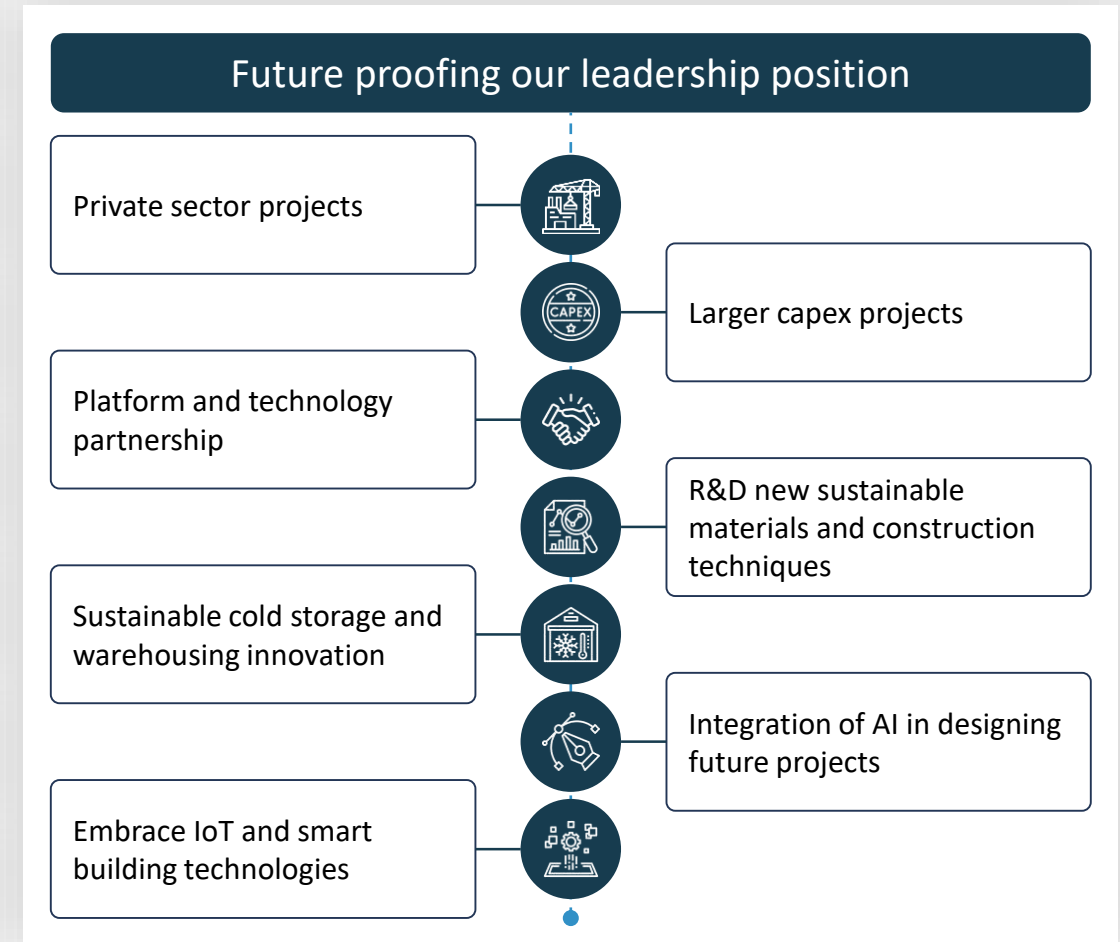 Future proofing our leadership position
Private sector projects
CAPEX
Larger capex projects
Platform and technology
partnership
R&D new sustainable
materials and construction
techniques
Sustainable cold storage and
warehousing innovation
Integration of AI in designing
future projects
Embrace IoT and smart
building technologies